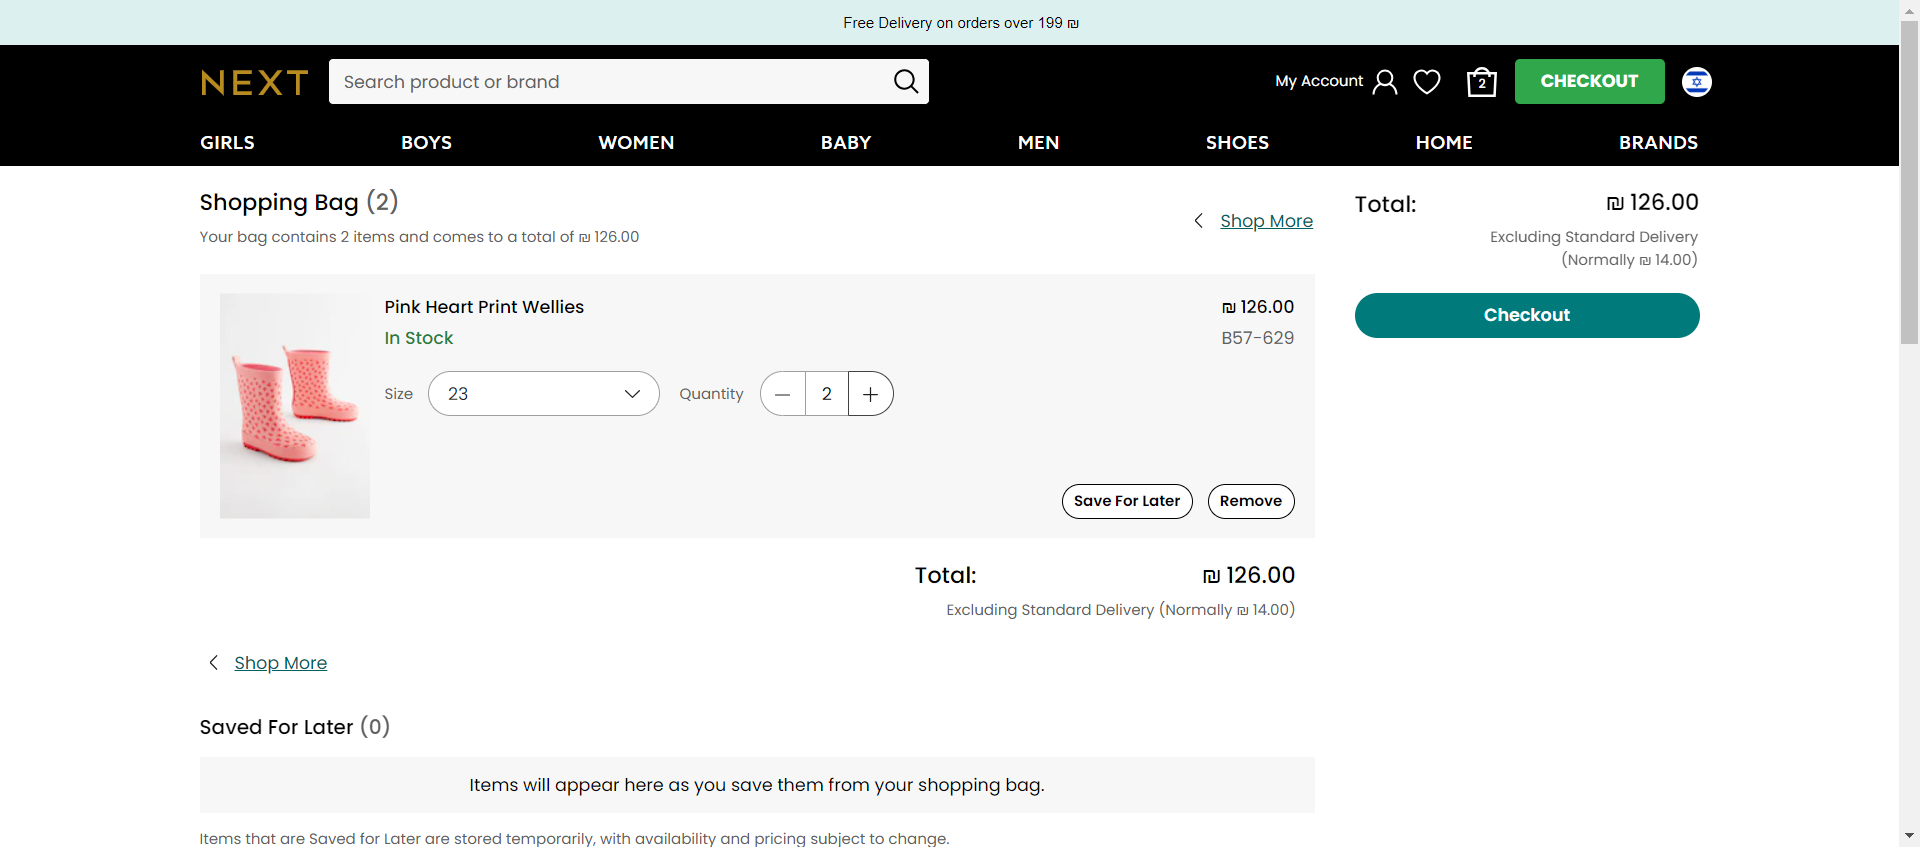 Free Delivery on orders over 199 ₪
NEXT
Search product or brand
My Account
2
CHECKOUT
GIRLS
BOYS
WOMEN
BABY
MEN
SHOES
HOME
BRANDS
Shopping Bag (2)
Your bag contains 2 items and comes to a total of ₪ 126.00
Shop More
Pink Heart Print Wellies
₪ 126.00
In Stock
B57-629
Size
23
Quantity
2
Save For Later
Remove
Total:
₪ 126.00
Excluding Standard Delivery (Normally ₪ 14.00)
Shop More
Saved For Later (0)
Items will appear here as you save them from your shopping bag.
Items that are Saved for Later are stored temporarily, with availability and pricing subject to change.
Total:
₪ 126.00
Excluding Standard Delivery
(Normally ₪ 14.00)
Checkout